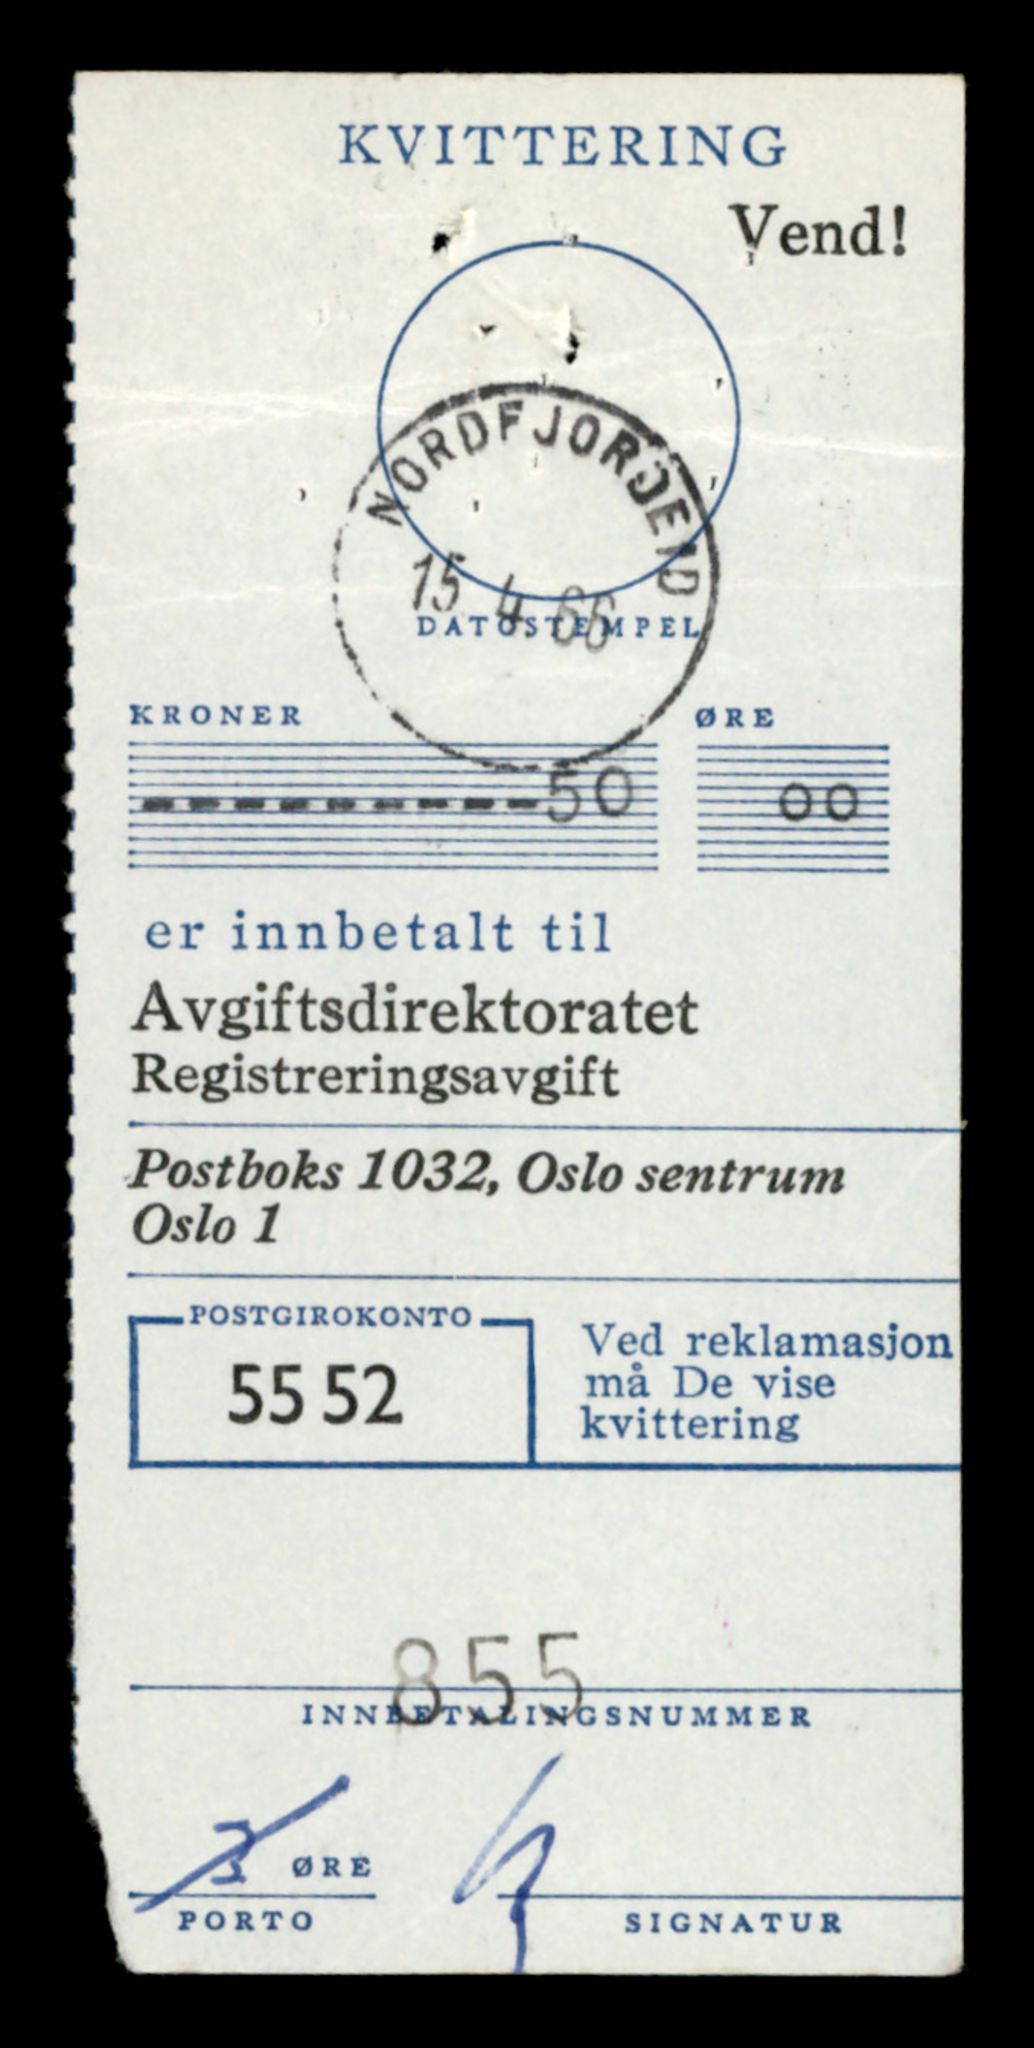 KVITTERING
Vend!
NORDFJORDEID
15 4 66
DATOSTEMPEL
KRONER ØRE
---------50 00
er innbetalt til
Avgiftsdirektoratet
Registreringsavgift
Postboks 1032, Oslo sentrum
Oslo 1
POSTGIROKONTO
55 52
Ved reklamasjon
må De vise
kvittering
855
INNBETALINGSNUMMER
ØRE
PORTO
SIGNATUR